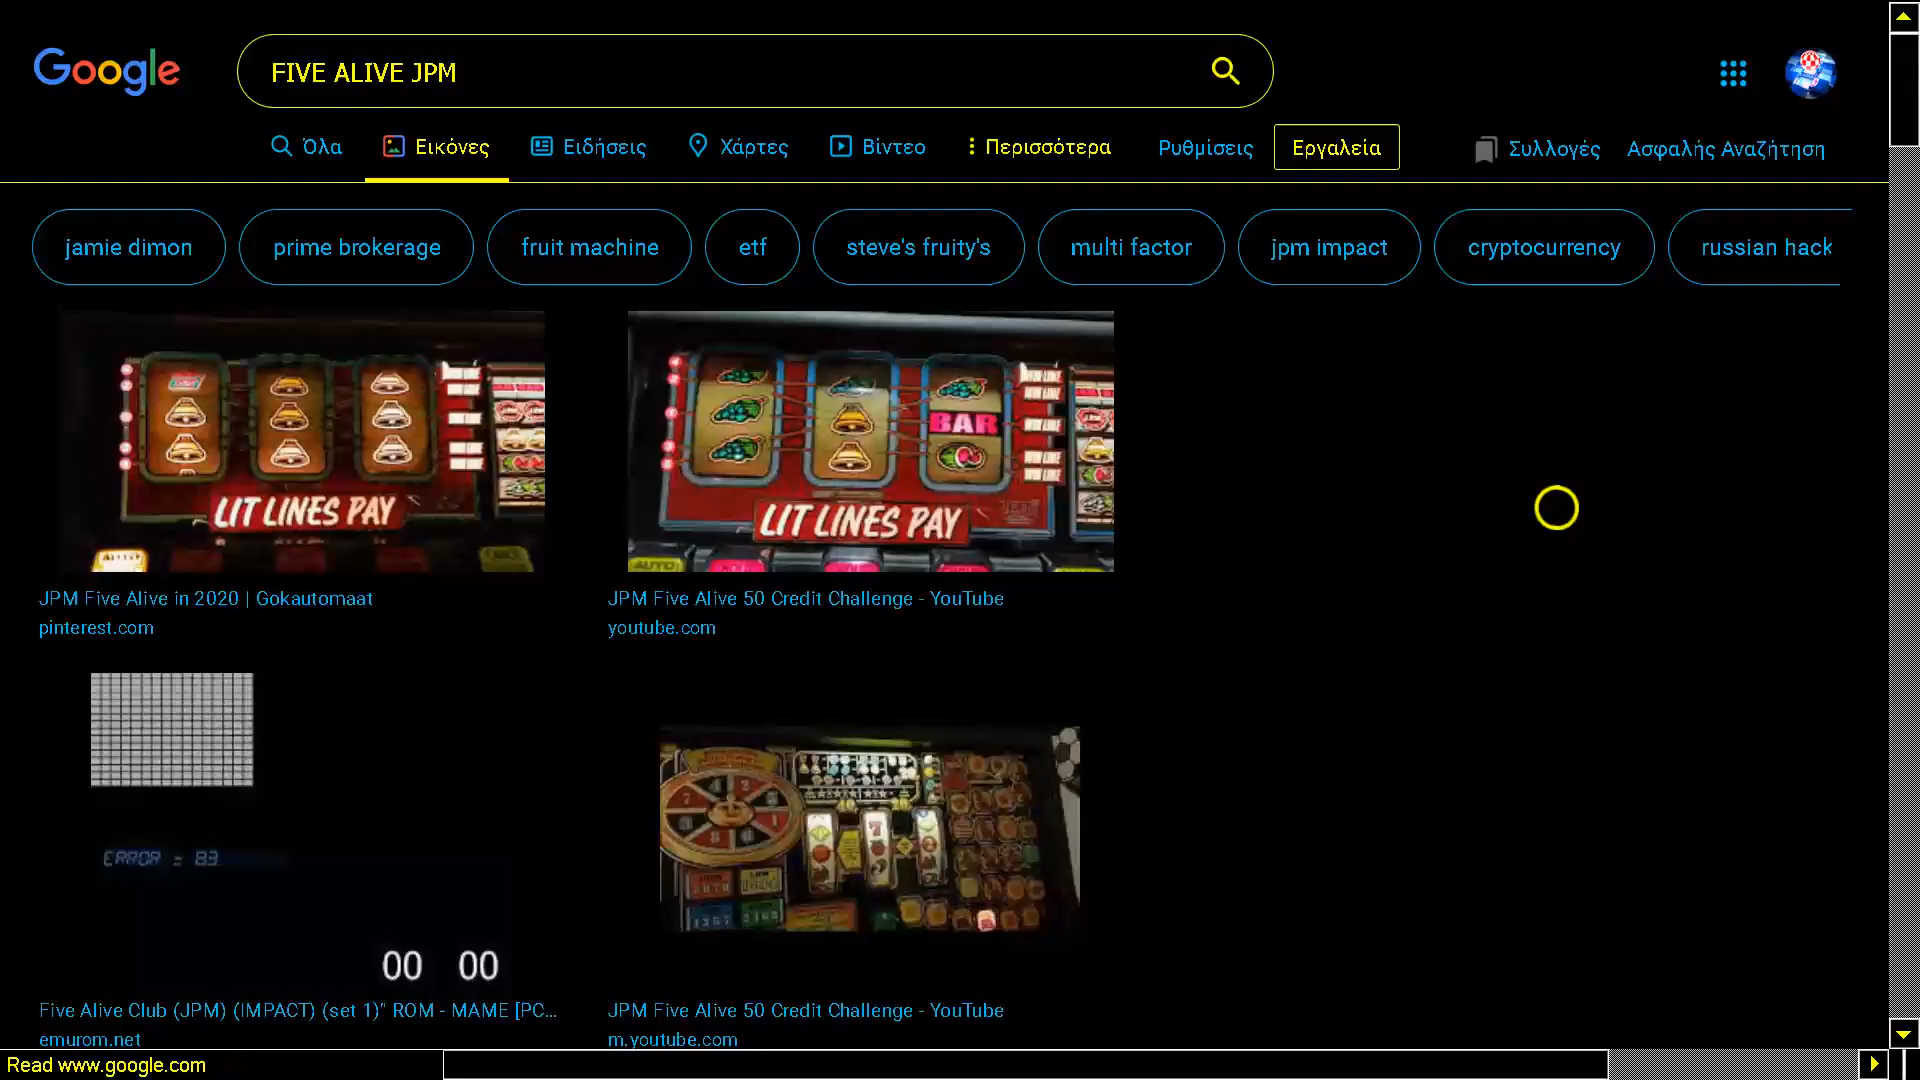 Google
FIVE ALIVE JPM
Όλα
Εικόνες
Ειδήσεις
Χάρτες
Βίντεο
Περισσότερα
Ρυθμίσεις
Εργαλεία
Συλλογές
Ασφαλής Αναζήτηση
jamie dimon
prime brokerage
fruit machine
etf
steve's fruity's
multi factor
jpm impact
cryptocurrency
russian hack
LIT LINES PAY
BAR
LIT LINES PAY
AUTO
JPM Five Alive in 2020 | Gokautomaat
pinterest.com
JPM Five Alive 50 Credit Challenge - YouTube
youtube.com
ERROR = 83
00 00
Five Alive Club (JPM) (IMPACT) (set 1)" ROM - MAME [PC...
emurom.net
JPM Five Alive 50 Credit Challenge - YouTube
m.youtube.com
Read www.google.com